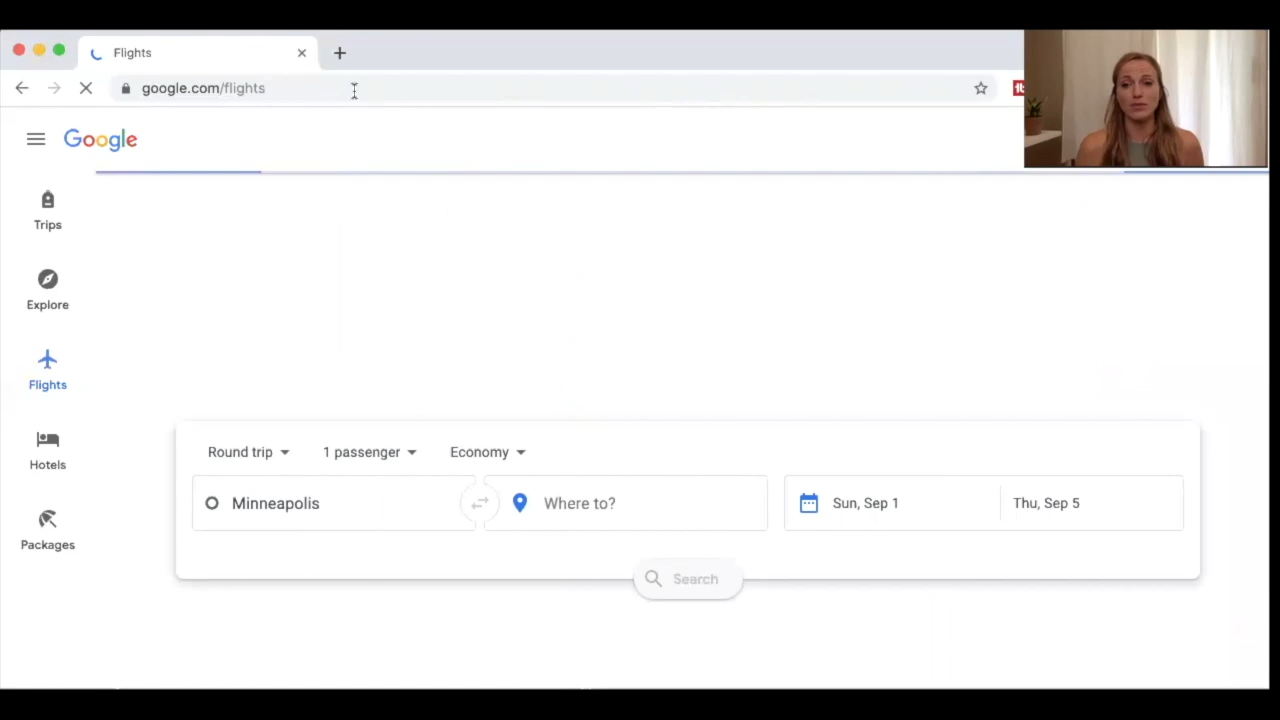 Flights
google.com/flights
Google
Trips
Explore
Flights
Hotels
Packages
Round trip 1 passenger Economy
Minneapolis Where to? Sun, Sep 1 Thu, Sep 5
Search